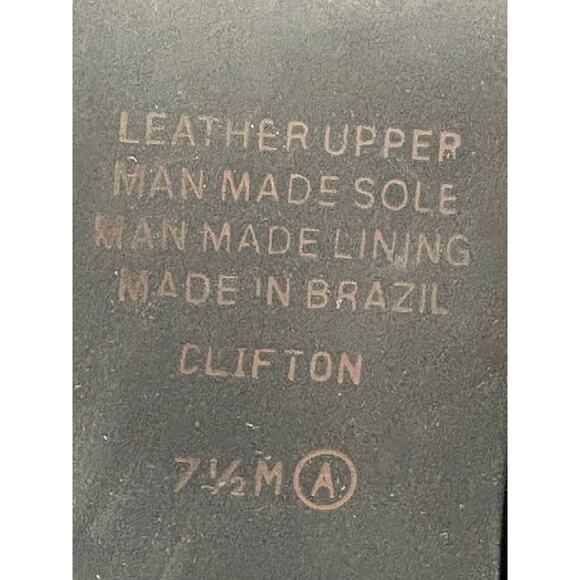 LEATHER UPPER
MAN MADE SOLE
MAN MADE LINING
MADE IN BRAZIL
CLIFTON
7½M Ⓐ